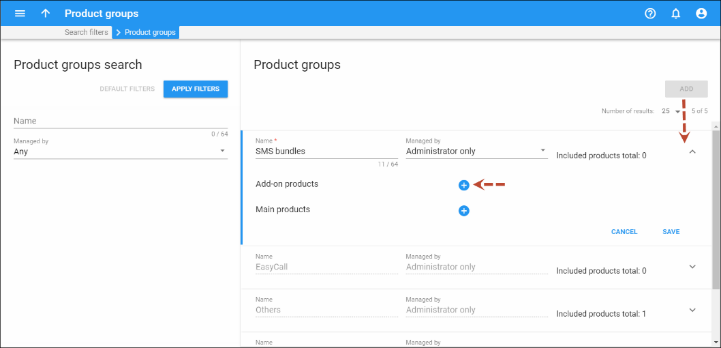 Product groups
Search filters Product groups
Product groups search
DEFAULT FILTERS APPLY FILTERS
Name
0 / 64
Managed by
Any
Product groups
ADD
Number of results: 25 5 of 5
Name * Managed by
SMS bundles Administrator only Included products total: 0
11 / 64
Add-on products
Main products
CANCEL SAVE
Name Managed by
EasyCall Administrator only Included products total: 0
Name Managed by
Others Administrator only Included products total: 1
Name Managed by